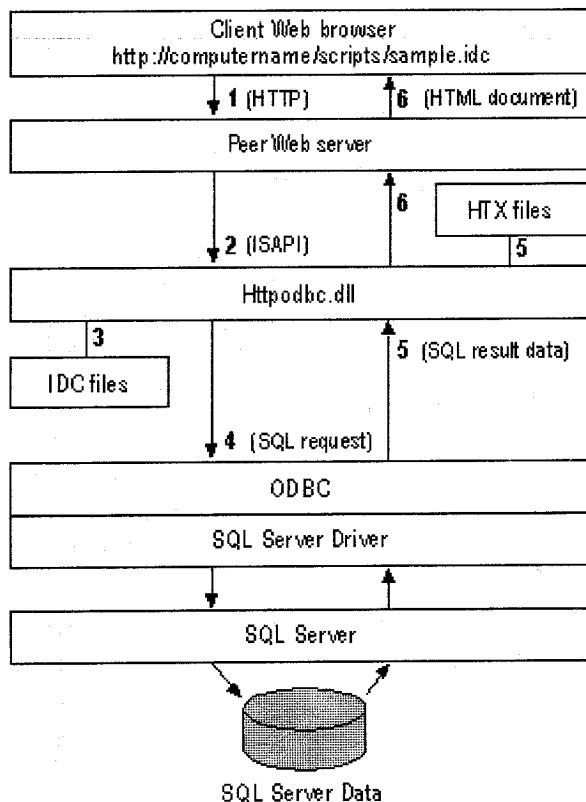 Client Web browser
http://computername/scripts/sample.idc
1 (HTTP)
6 (HTML document)
Peer Web server
2 (ISAPI)
6
HTX files
5
Httpodbc.dll
3
IDC files
5 (SQL result data)
4 (SQL request)
ODBC
SQL Server Driver
SQL Server
SQL Server Data